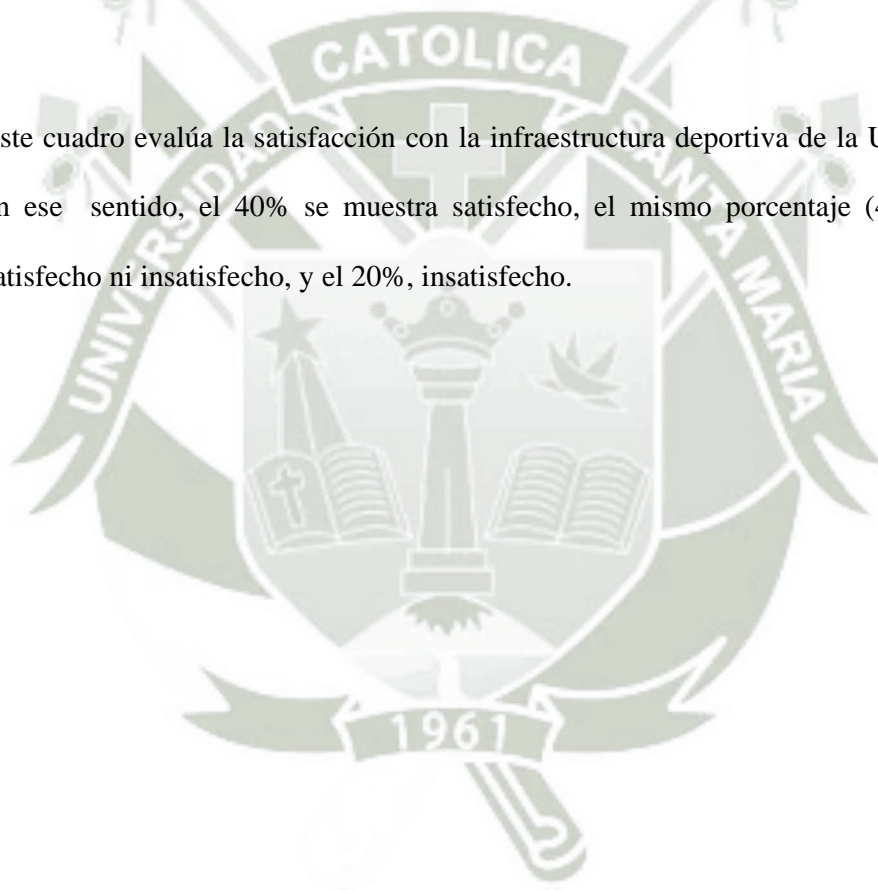 UNIVERSIDAD CATOLICA SANTA MARIA
ste cuadro evalúa la satisfacción con la infraestructura deportiva de la U
n ese sentido, el 40% se muestra satisfecho, el mismo porcentaje (4
atisfecho ni insatisfecho, y el 20%, insatisfecho.
1961